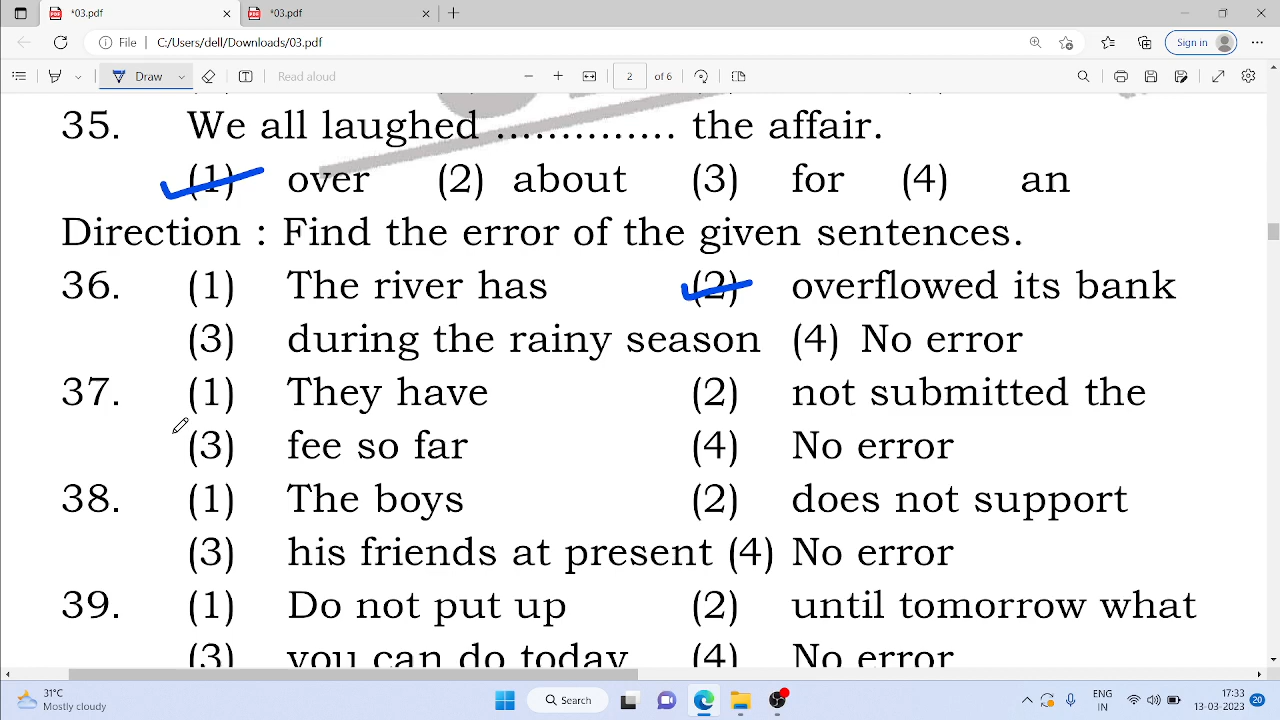 *03.pdf
*03.pdf
File C:/Users/dell/Downloads/03.pdf
Sign in
Draw
Read aloud
2 of 6
35. We all laughed .............. the affair.
(1) over (2) about (3) for (4) an
Direction : Find the error of the given sentences.
36. (1) The river has (2) overflowed its bank
(3) during the rainy season (4) No error
37. (1) They have (2) not submitted the
(3) fee so far (4) No error
38. (1) The boys (2) does not support
(3) his friends at present (4) No error
39. (1) Do not put up (2) until tomorrow what
(3) you can do today (4) No error
31°C
Mostly cloudy
Search
ENG
IN
17:33
13-03-2023
20